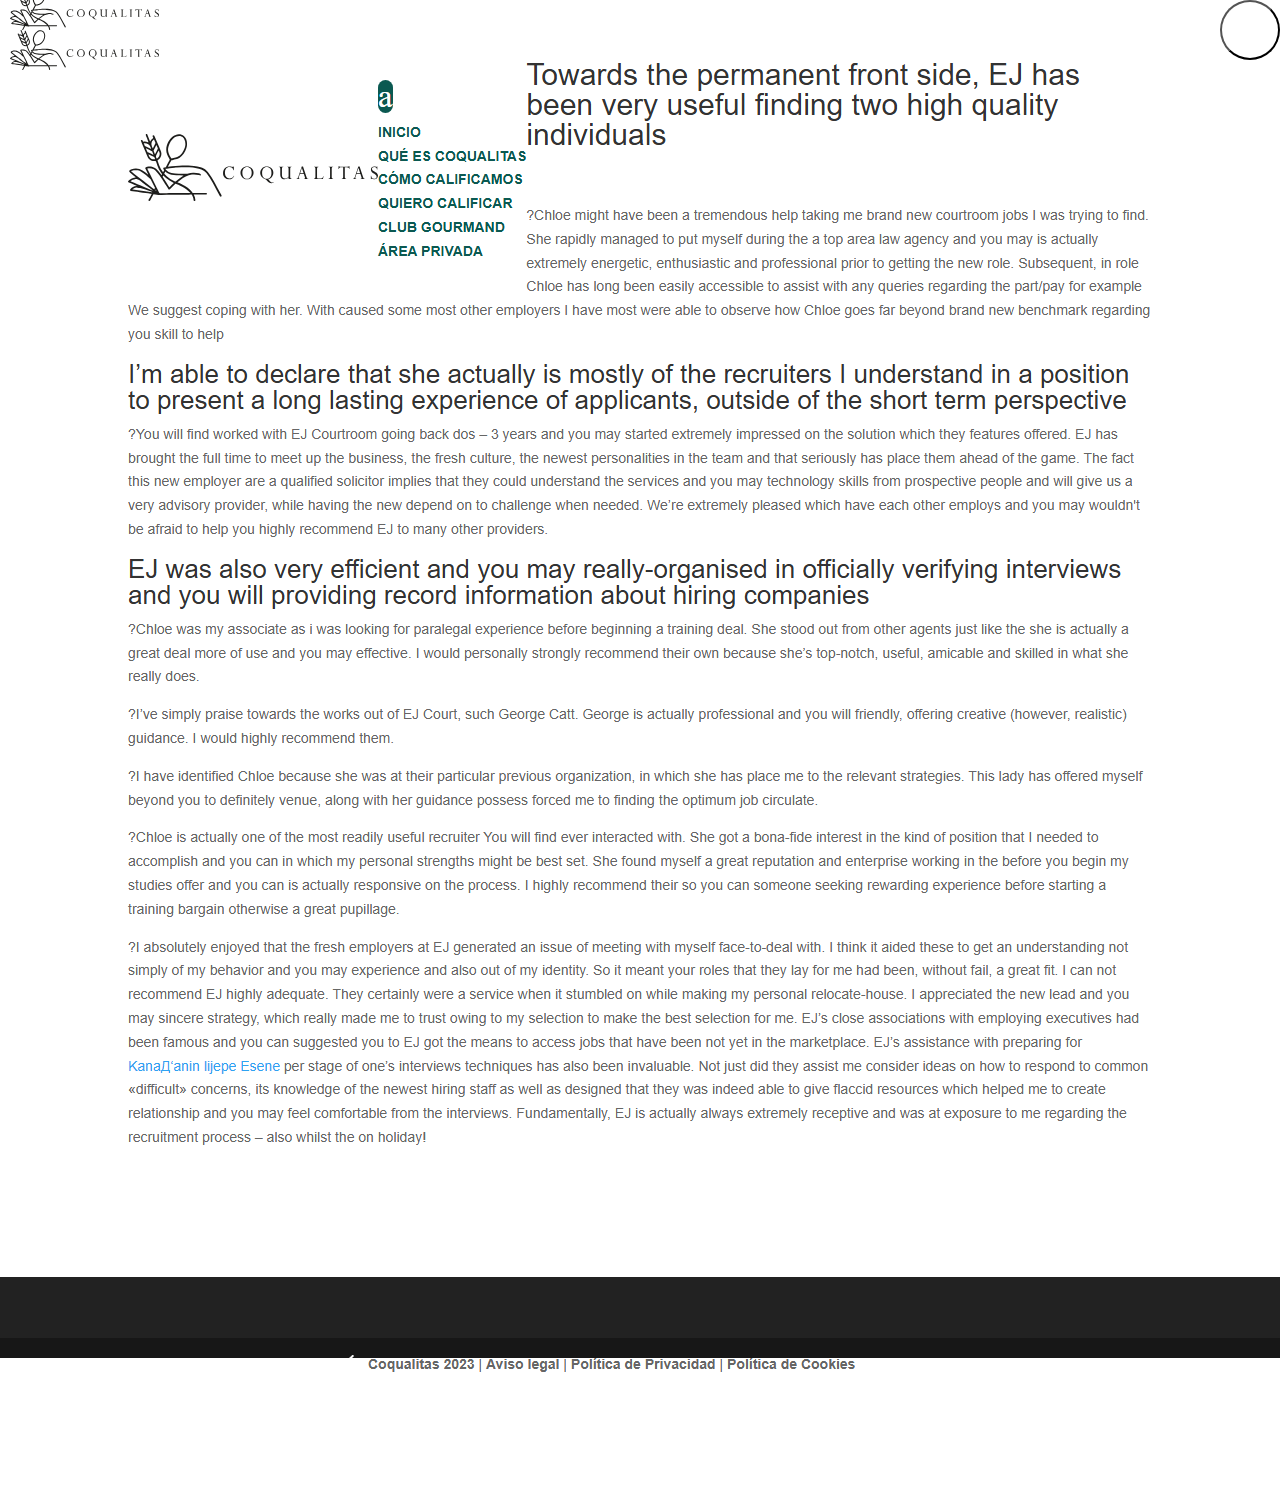 COQUALITAS
COQUALITAS
COQUALITAS
a
INICIO
QUÉ ES COQUALITAS
CÓMO CALIFICAMOS
QUIERO CALIFICAR
CLUB GOURMAND
ÁREA PRIVADA
Towards the permanent front side, EJ has
been very useful finding two high quality
individuals
?Chloe might have been a tremendous help taking me brand new courtroom jobs I was trying to find.
She rapidly managed to put myself during the a top area law agency and you may is actually
extremely energetic, enthusiastic and professional prior to getting the new role. Subsequent, in role
Chloe has long been easily accessible to assist with any queries regarding the part/pay for example
We suggest coping with her. With caused some most other employers I have most were able to observe how Chloe goes far beyond brand new benchmark regarding
you skill to help
I’m able to declare that she actually is mostly of the recruiters I understand in a position
to present a long lasting experience of applicants, outside of the short term perspective
?You will find worked with EJ Courtroom going back dos – 3 years and you may started extremely impressed on the solution which they features offered. EJ has
brought the full time to meet up the business, the fresh culture, the newest personalities in the team and that seriously has place them ahead of the game. The fact
this new employer are a qualified solicitor implies that they could understand the services and you may technology skills from prospective people and will give us a
very advisory provider, while having the new depend on to challenge when needed. We’re extremely pleased which have each other employs and you may wouldn't
be afraid to help you highly recommend EJ to many other providers.
EJ was also very efficient and you may really-organised in officially verifying interviews
and you will providing record information about hiring companies
?Chloe was my associate as i was looking for paralegal experience before beginning a training deal. She stood out from other agents just like the she is actually a
great deal more of use and you may effective. I would personally strongly recommend their own because she’s top-notch, useful, amicable and skilled in what she
really does.
?I’ve simply praise towards the works out of EJ Court, such George Catt. George is actually professional and you will friendly, offering creative (however, realistic)
guidance. I would highly recommend them.
?I have identified Chloe because she was at their particular previous organization, in which she has place me to the relevant strategies. This lady has offered myself
beyond you to definitely venue, along with her guidance possess forced me to finding the optimum job circulate.
?Chloe is actually one of the most readily useful recruiter You will find ever interacted with. She got a bona-fide interest in the kind of position that I needed to
accomplish and you can in which my personal strengths might be best set. She found myself a great reputation and enterprise working in the before you begin my
studies offer and you can is actually responsive on the process. I highly recommend their so you can someone seeking rewarding experience before starting a
training bargain otherwise a great pupillage.
?I absolutely enjoyed that the fresh employers at EJ generated an issue of meeting with myself face-to-deal with. I think it aided these to get an understanding not
simply of my behavior and you may experience and also out of my identity. So it meant your roles that they lay for me had been, without fail, a great fit. I can not
recommend EJ highly adequate. They certainly were a service when it stumbled on while making my personal relocate-house. I appreciated the new lead and you
may sincere strategy, which really made me to trust owing to my selection to make the best selection for me. EJ’s close associations with employing executives had
been famous and you can suggested you to EJ got the means to access jobs that have been not yet in the marketplace. EJ’s assistance with preparing for
KanaД‘anin lijepe Esene per stage of one’s interviews techniques has also been invaluable. Not just did they assist me consider ideas on how to respond to common
«difficult» concerns, its knowledge of the newest hiring staff as well as designed that they was indeed able to give flaccid resources which helped me to create
relationship and you may feel comfortable from the interviews. Fundamentally, EJ is actually always extremely receptive and was at exposure to me regarding the
recruitment process – also whilst the on holiday!
Coqualitas 2023 | Aviso legal | Política de Privacidad | Política de Cookies